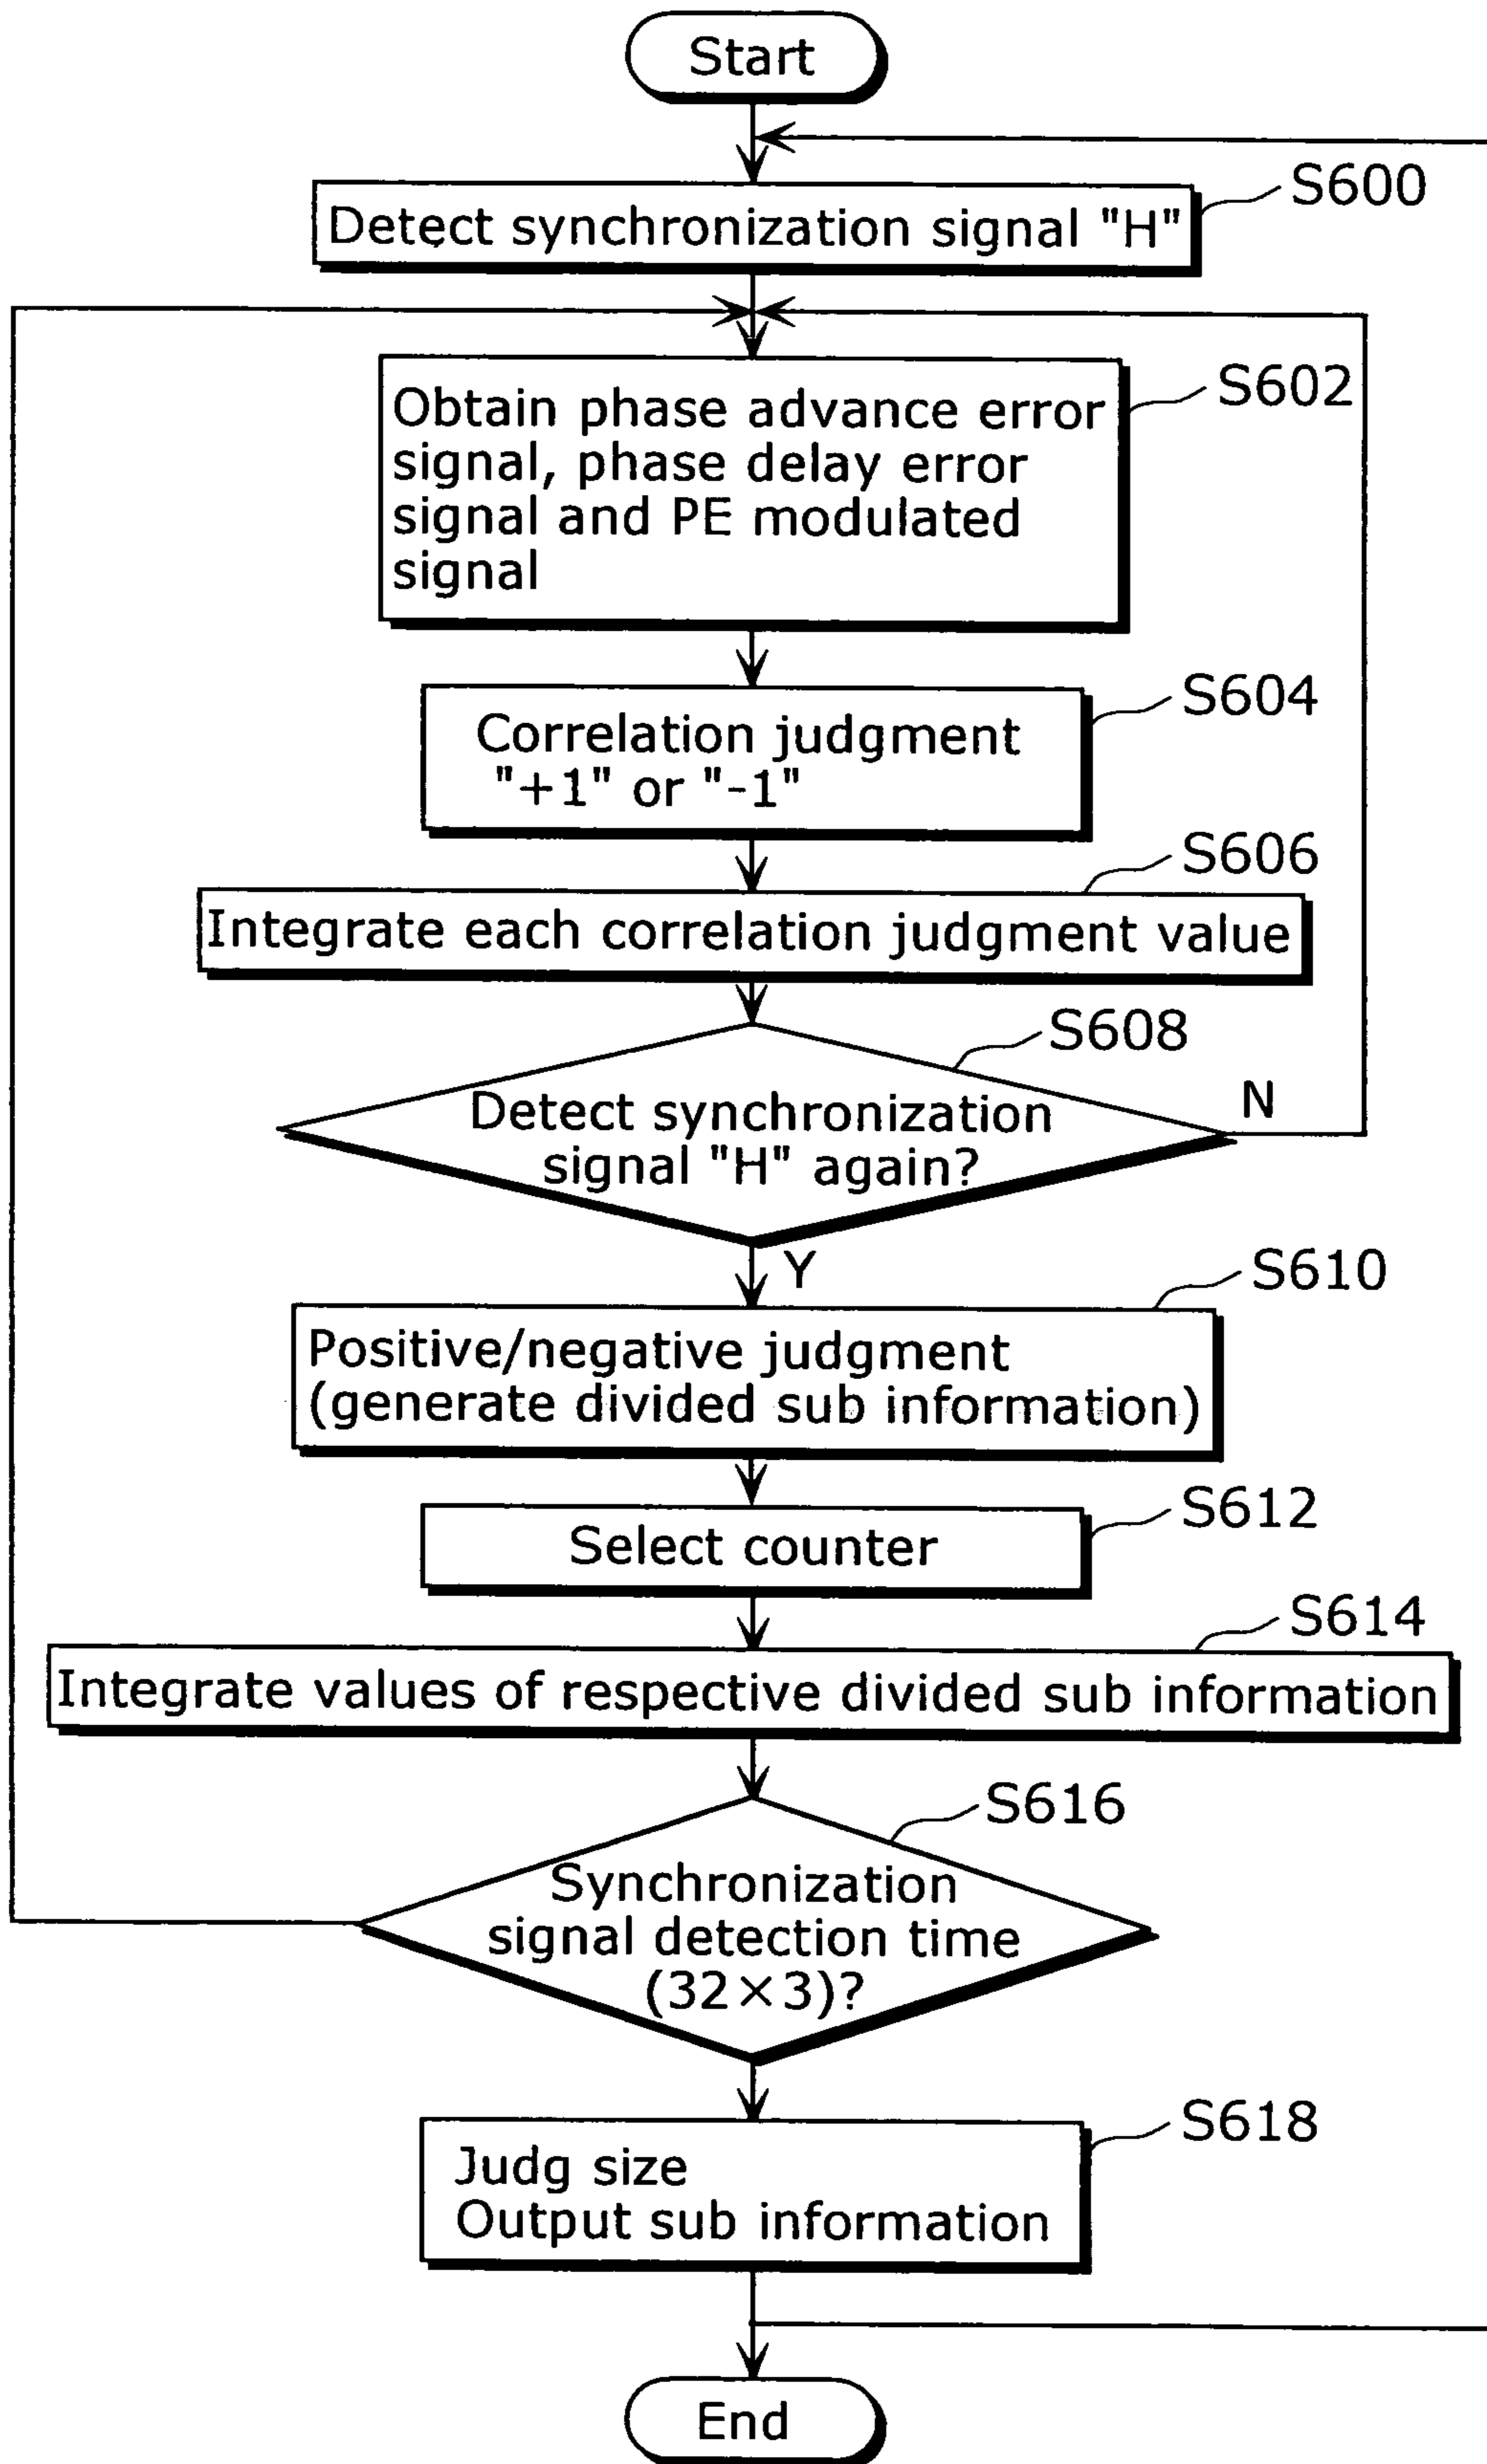 Start
S600
Detect synchronization signal "H"
S602
Obtain phase advance error
signal, phase delay error
signal and PE modulated
signal
S604
Correlation judgment
"+1" or "-1"
S606
Integrate each correlation judgment value
S608
Detect synchronization
signal "H" again?
N
Y
S610
Positive/negative judgment
(generate divided sub information)
S612
Select counter
S614
Integrate values of respective divided sub information
S616
Synchronization
signal detection time
(32×3)?
S618
Judg size
Output sub information
End